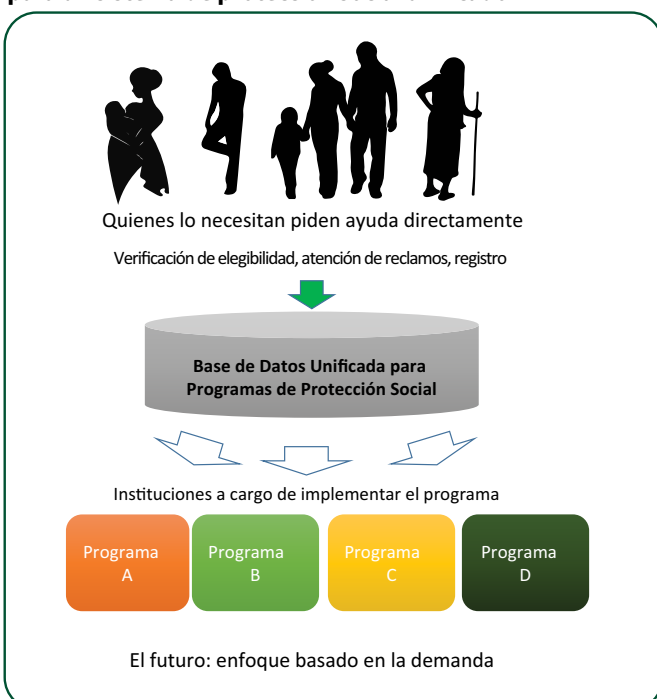 Quienes lo necesitan piden ayuda directamente
Verificación de elegibilidad, atención de reclamos, registro
Base de Datos Unificada para
Programas de Protección Social
Instituciones a cargo de implementar el programa
Programa
A
Programa
B
Programa
C
Programa
D
El futuro: enfoque basado en la demanda